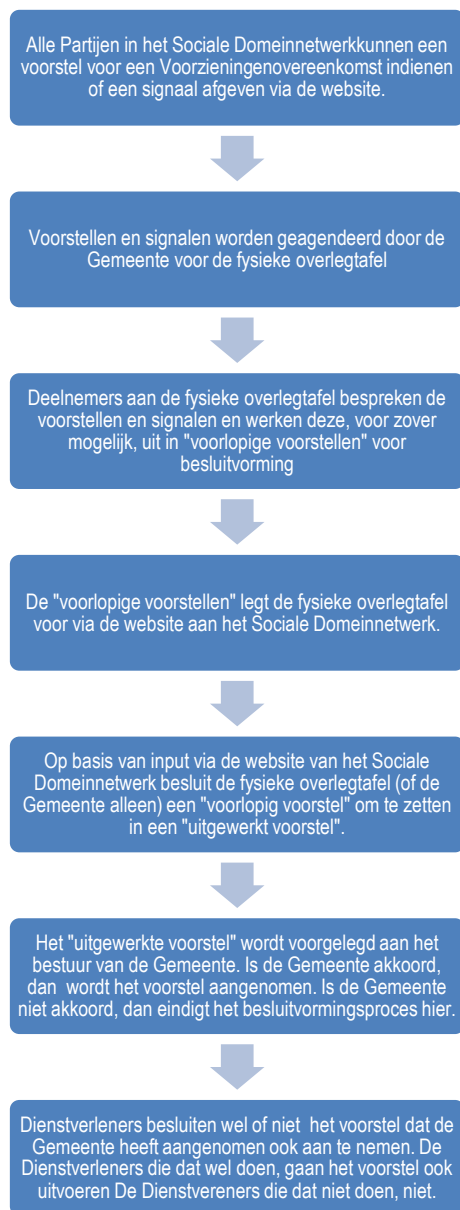 Alle Partijen in het Sociale Domeinnetwerkkunnen een
voorstel voor een Voorzieningenovereenkomst indienen
of een signaal afgeven via de website.
Voorstellen en signalen worden geagendeerd door de
Gemeente voor de fysieke overlegtafel
Deelnemers aan de fysieke overlegtafel bespreken de
voorstellen en signalen en werken deze, voor zover
mogelijk, uit in "voorlopige voorstellen" voor
besluitvorming
De "voorlopige voorstellen" legt de fysieke overlegtafel
voor via de website aan het Sociale Domeinnetwerk.
Op basis van input via de website van het Sociale
Domeinnetwerk besluit de fysieke overlegtafel (of de
Gemeente alleen) een "voorlopig voorstel" om te zetten
in een "uitgewerkt voorstel".
Het "uitgewerkte voorstel" wordt voorgelegd aan het
bestuur van de Gemeente. Is de Gemeente akkoord,
dan wordt het voorstel aangenomen. Is de Gemeente
niet akkoord, dan eindigt het besluitvormingsproces hier.
Dienstverleners besluiten wel of niet het voorstel dat de
Gemeente heeft aangenomen ook aan te nemen. De
Dienstverleners die dat wel doen, gaan het voorstel ook
uitvoeren De Dienstvereners die dat niet doen, niet.